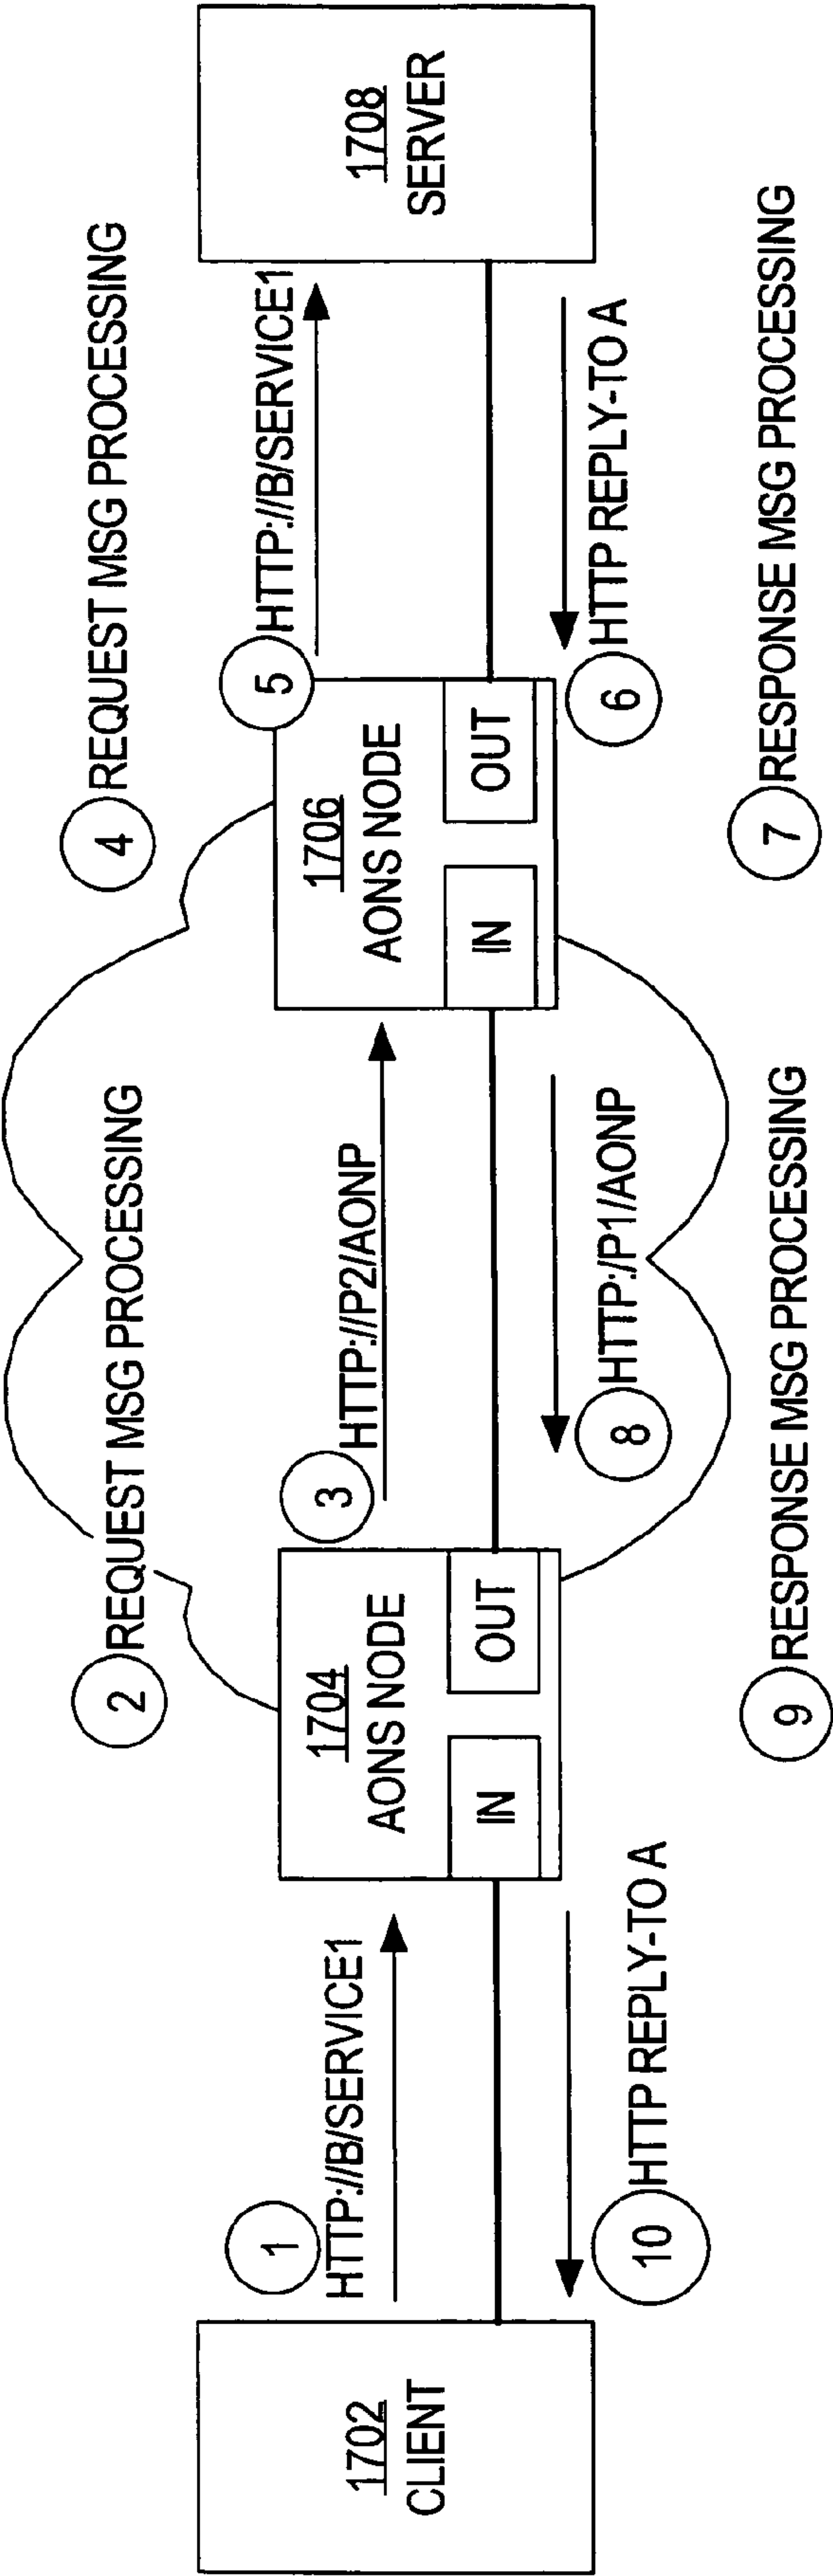 1702
CLIENT
1
HTTP://B/SERVICE1
2 REQUEST MSG PROCESSING
1704
AONS NODE
IN
OUT
3 HTTP://P2/AONP
4 REQUEST MSG PROCESSING
1706
AONS NODE
IN
OUT
5 HTTP://B/SERVICE1
1708
SERVER
6 HTTP REPLY-TO A
7 RESPONSE MSG PROCESSING
8 HTTP:/P1/AONP
9 RESPONSE MSG PROCESSING
10 HTTP REPLY-TO A